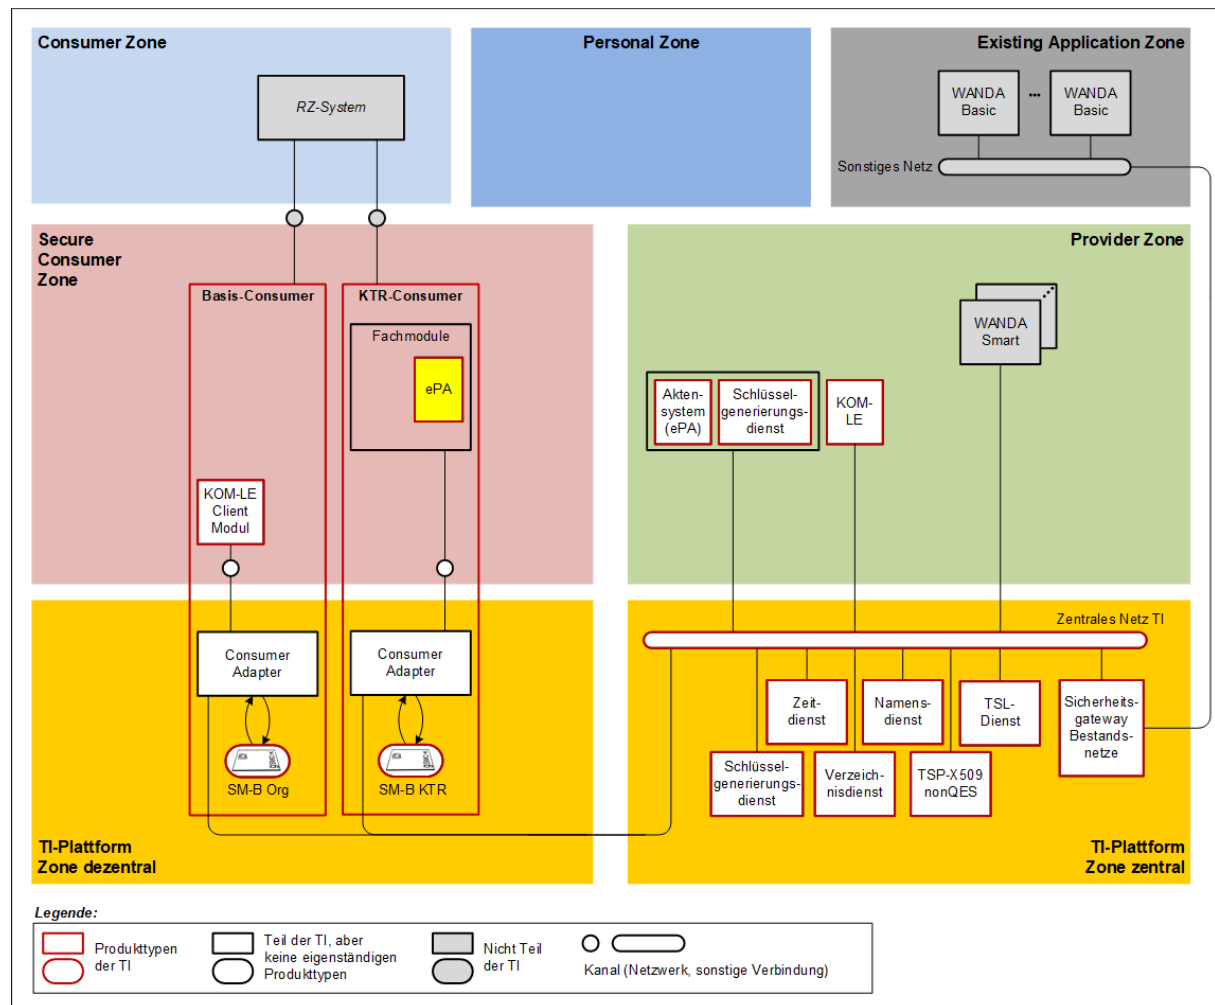 Consumer Zone
Personal Zone
Existing Application Zone
RZ-System
WANDA
Basic
...
WANDA
Basic
Sonstiges Netz
Secure
Consumer
Zone
Provider Zone
Basis-Consumer
KTR-Consumer
Fachmodule
ePA
WANDA
Smart
Akten-
system
(ePA)
Schlüssel-
generierungs-
dienst
KOM-
LE
KOM-LE
Client
Modul
Zentrales Netz TI
Consumer
Adapter
Consumer
Adapter
Zeit-
dienst
Namens-
dienst
TSL-
Dienst
Sicherheits-
gateway
Bestands-
netze
Schlüssel-
generierungs-
dienst
Verzeich-
nisdienst
TSP-X509
nonQES
SM-B Org
SM-B KTR
TI-Plattform
Zone dezentral
TI-Plattform
Zone zentral
Legende:
Produkttypen
der TI
Teil der TI, aber
keine eigenständigen
Produkttypen
Nicht Teil
der TI
Kanal (Netzwerk, sonstige Verbindung)